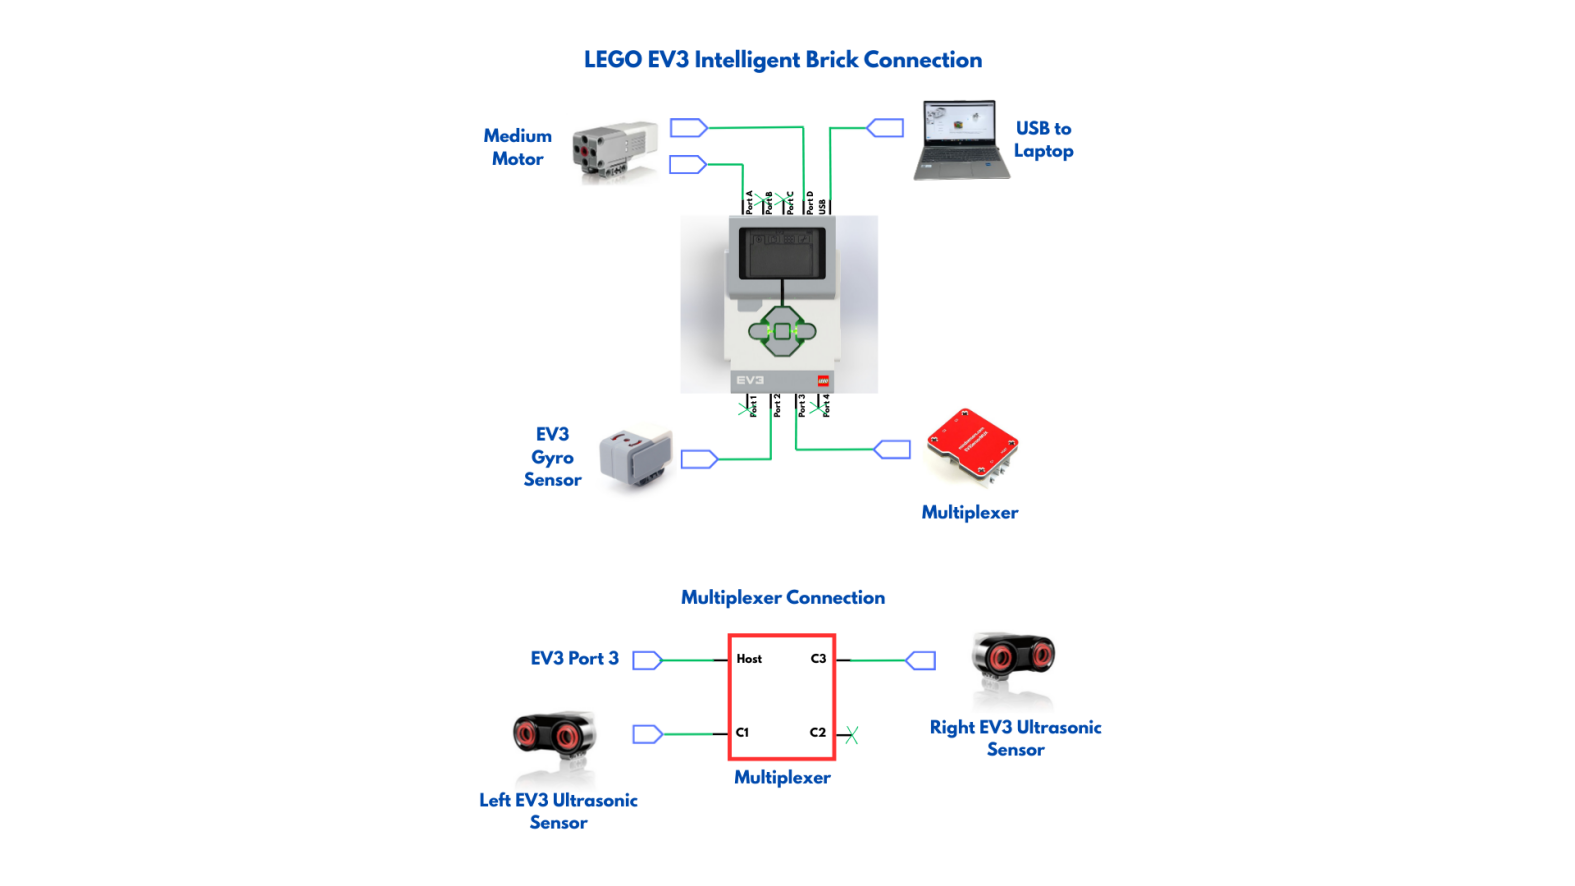 LEGO EV3 Intelligent Brick Connection
Medium
Motor
USB to
Laptop
Port A
Port B
Port C
Port D
USB
EV3
Port 1
Port 2
Port 3
Port 4
EV3
Gyro
Sensor
Multiplexer
Multiplexer Connection
EV3 Port 3
Host
C3
C1
C2
Multiplexer
Right EV3 Ultrasonic
Sensor
Left EV3 Ultrasonic
Sensor